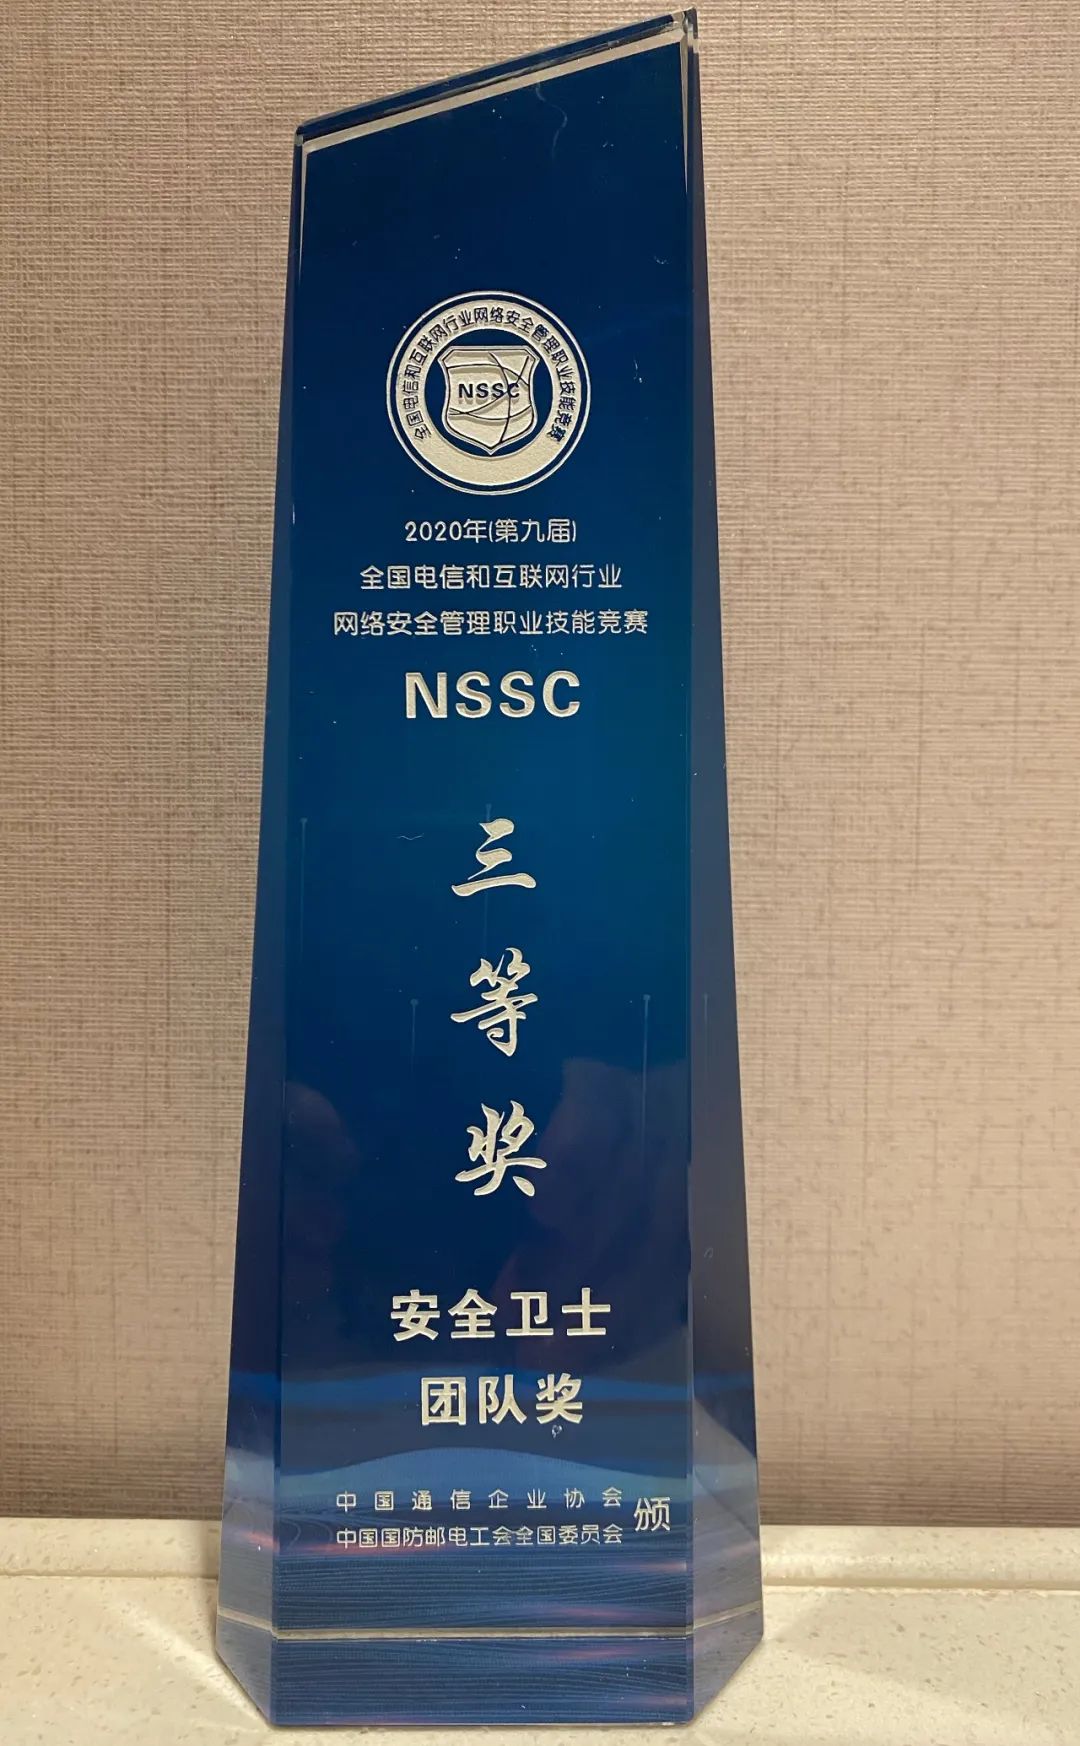 全国电信和互联网行业网络安全管理职业技能竞赛
NSSC
2020年(第九届)
全国电信和互联网行业
网络安全管理职业技能竞赛
NSSC
三
等
奖
安全卫士
团队奖
中国通信企业协会
中国国防邮电工会全国委员会
颁